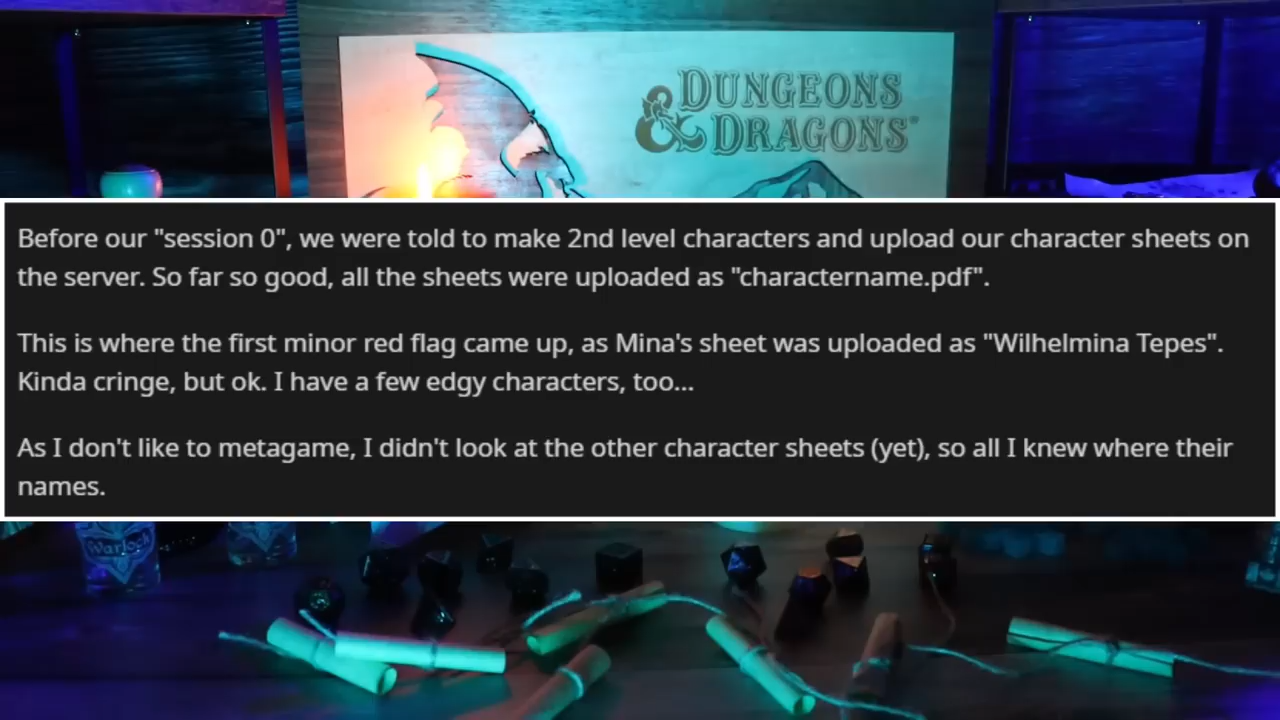 DUNGEONS
& DRAGONS®
Before our "session 0", we were told to make 2nd level characters and upload our character sheets on
the server. So far so good, all the sheets were uploaded as "charactername.pdf".
This is where the first minor red flag came up, as Mina's sheet was uploaded as "Wilhelmina Tepes".
Kinda cringe, but ok. I have a few edgy characters, too...
As I don't like to metagame, I didn't look at the other character sheets (yet), so all I knew where their
names.
Warlock